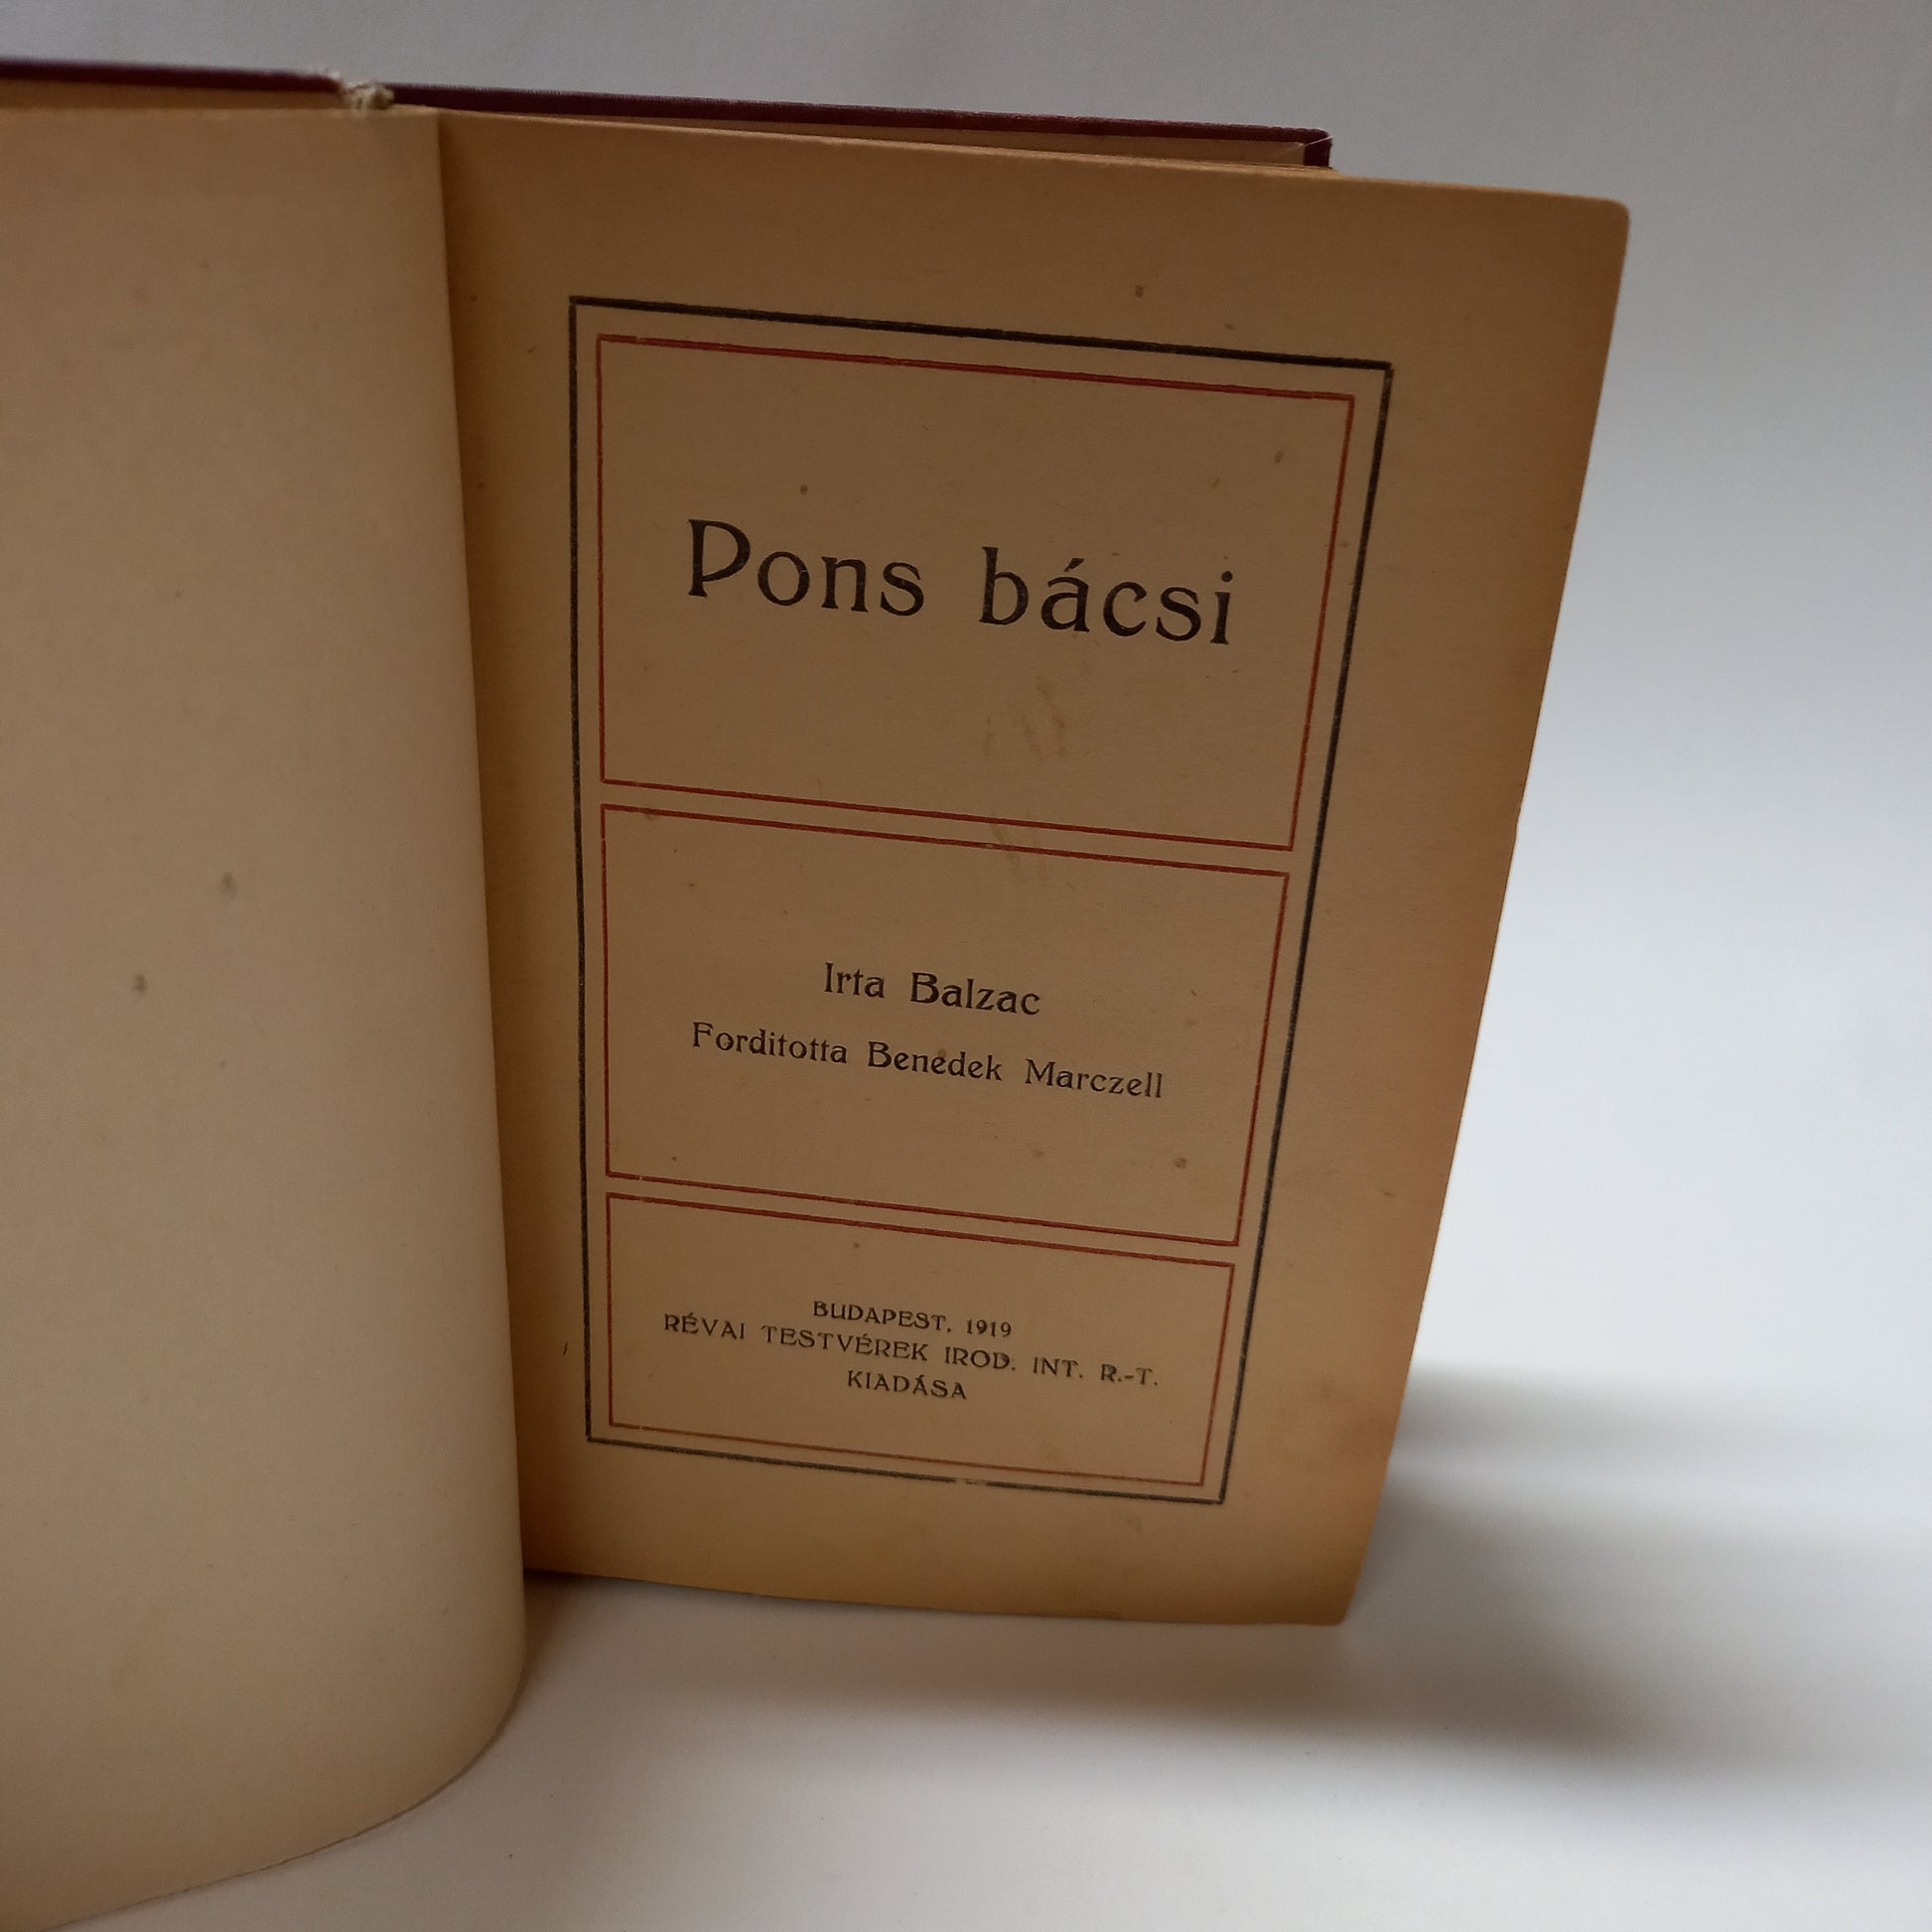 Pons bácsi
Irta Balzac
Forditotta Benedek Marczell
BUDAPEST, 1919
RÉVAI TESTVÉREK IROD. INT. R.-T.
KIADÁSA